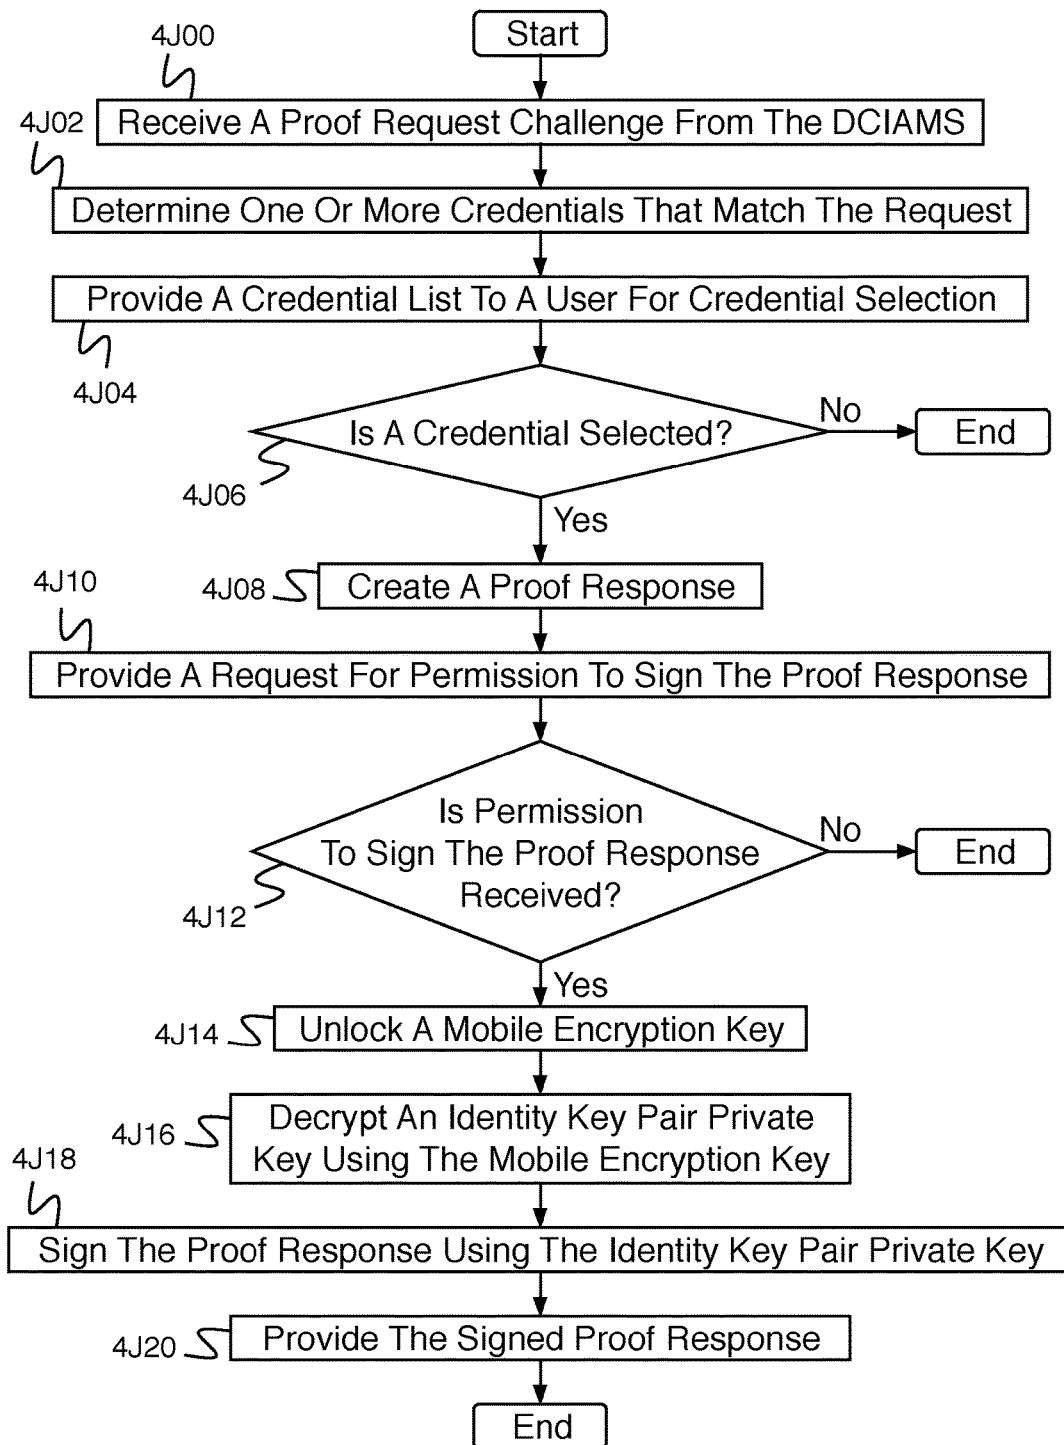 Start
4J00
Receive A Proof Request Challenge From The DCIAMS
4J02
Determine One Or More Credentials That Match The Request
Provide A Credential List To A User For Credential Selection
4J04
Is A Credential Selected?
No
End
4J06
Yes
4J08
Create A Proof Response
4J10
Provide A Request For Permission To Sign The Proof Response
Is Permission
To Sign The Proof Response
Received?
No
End
4J12
Yes
4J14
Unlock A Mobile Encryption Key
4J16
Decrypt An Identity Key Pair Private
Key Using The Mobile Encryption Key
4J18
Sign The Proof Response Using The Identity Key Pair Private Key
4J20
Provide The Signed Proof Response
End